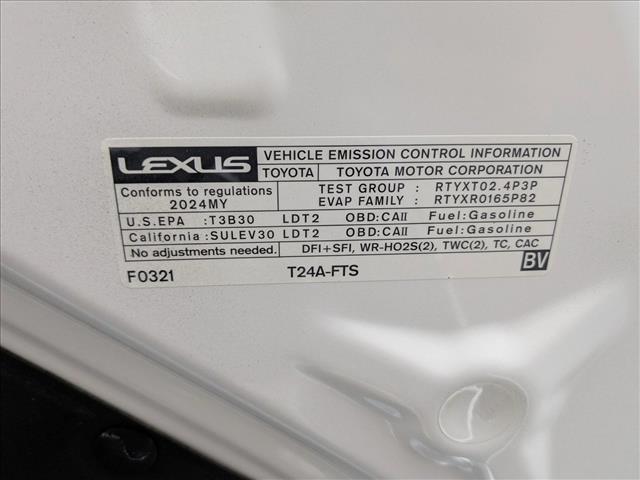 LEXUS VEHICLE EMISSION CONTROL INFORMATION
TOYOTA TOYOTA MOTOR CORPORATION
Conforms to regulations TEST GROUP : RTYXT02.4P3P
2024MY EVAP FAMILY : RTYXR0165P82
U.S.EPA :T3B30 LDT2 OBD:CAII Fuel:Gasoline
California :SULEV30 LDT2 OBD:CAII Fuel:Gasoline
No adjustments needed. DFI+SFI, WR-HO2S(2), TWC(2), TC, CAC
F0321 T24A-FTS BV